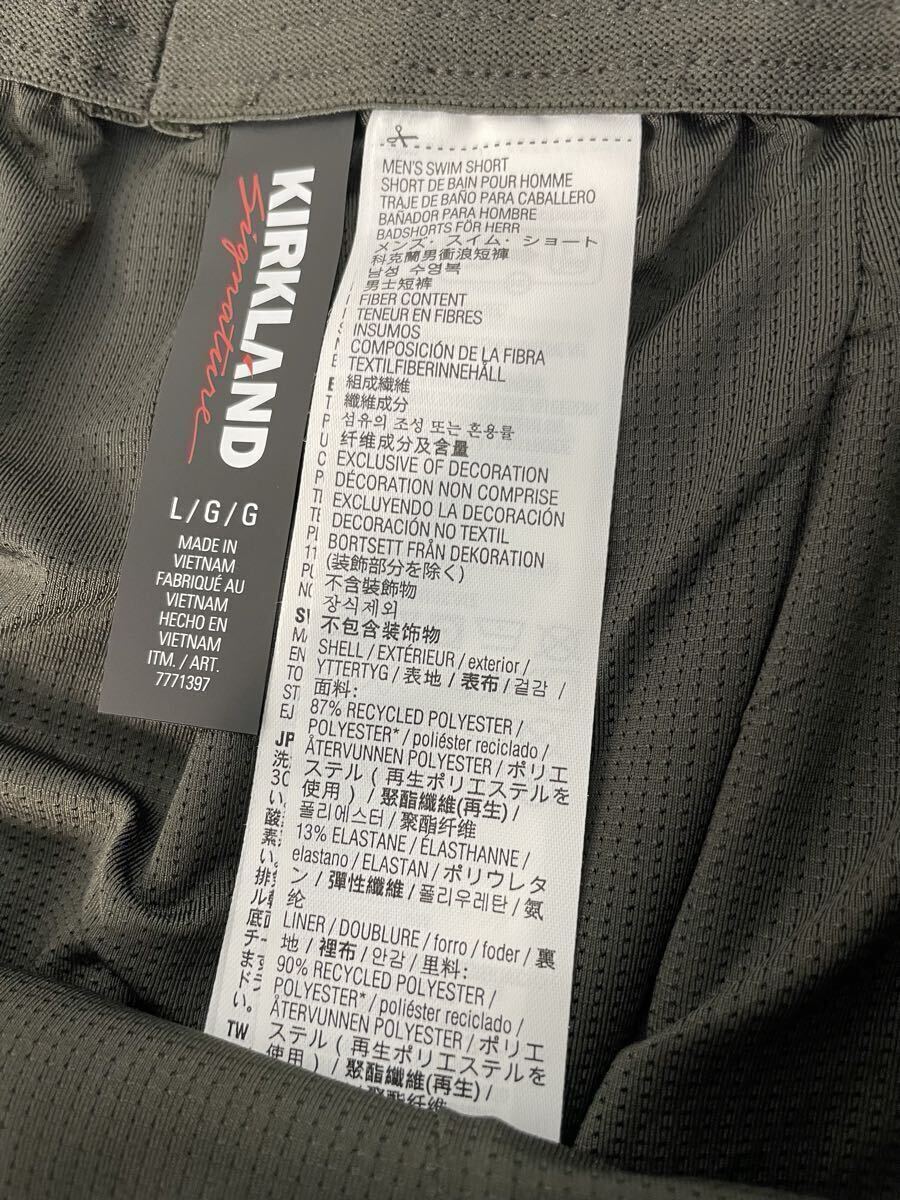 KIRKLAND
Signature
L/G/G
MADE IN
VIETNAM
FABRIQUÉ AU
VIETNAM
HECHO EN
VIETNAM
ITM. / ART.
7771397
MEN'S SWIM SHORT
SHORT DE BAIN POUR HOMME
TRAJE DE BAÑO PARA CABALLERO
BAÑADOR PARA HOMBRE
BADSHORTS FÖR HERR
メンズ・スイム・ショート
科克蘭男衝浪短褲
남성 수영복
男士短裤
FIBER CONTENT
TENEUR EN FIBRES
INSUMOS
COMPOSICIÓN DE LA FIBRA
TEXTILFIBERINNEHÅLL
組成繊維
纖維成分
섬유의 조성 또는 혼용률
纤维成分及含量
EXCLUSIVE OF DECORATION
DÉCORATION NON COMPRISE
EXCLUYENDO LA DECORACIÓN
DECORACIÓN NO TEXTIL
BORTSETT FRÅN DEKORATION
(装飾部分を除く)
不含裝飾物
장식제외
不包含装饰物
SHELL / EXTÉRIEUR / exterior /
YTTERTYG / 表地 / 表布 / 겉감 /
面料:
87% RECYCLED POLYESTER /
POLYESTER* / poliéster reciclado /
ÅTERVUNNEN POLYESTER / ポリエ
ステル ( 再生ポリエステルを
使用 ) / 聚酯纖維(再生) /
폴리에스터 / 聚酯纤维
13% ELASTANE / ÉLASTHANNE /
elastano / ELASTAN / ポリウレタ
ン / 彈性纖維 / 폴리우레탄 / 氨
纶
LINER / DOUBLURE / forro / foder / 裏
地 / 裡布 / 안감 / 里料:
90% RECYCLED POLYESTER /
POLYESTER* / poliéster reciclado /
ÅTERVUNNEN POLYESTER / ポリエ
ステル ( 再生ポリエステルを
使用 ) / 聚酯纖維(再生) /
聚酯纤维
JP
TW